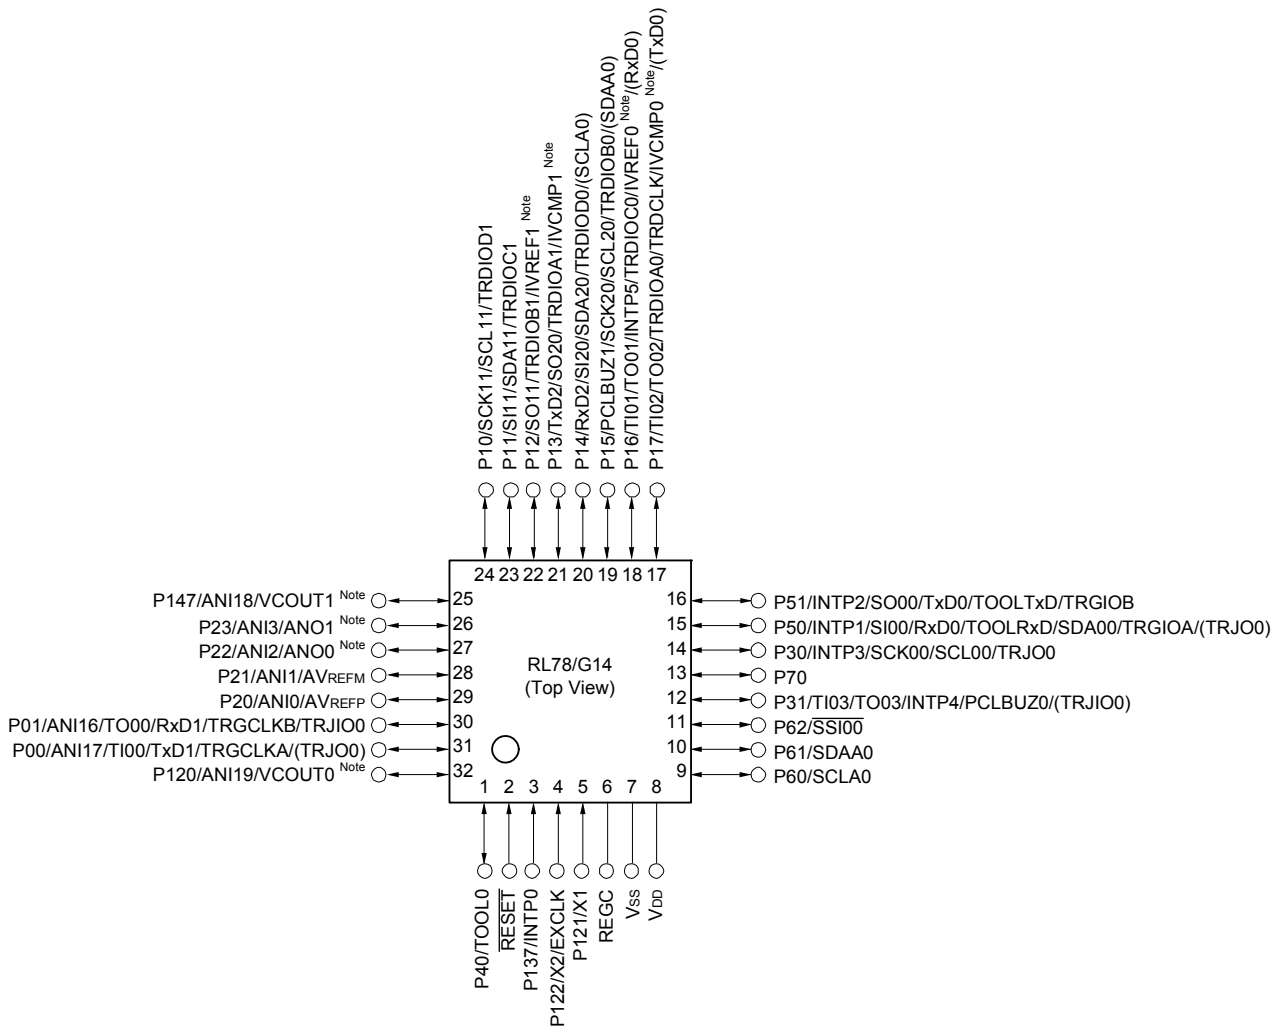 P10/SCK11/SCL11/TRDIOD1
P11/SI11/SDA11/TRDIOC1
P12/SO11/TRDIOB1/IVREF1 Note
P13/TxD2/SO20/TRDIOA1/IVCMP1 Note
P14/RxD2/SI20/SDA20/TRDIOD0/(SCLA0)
P15/PCLBUZ1/SCK20/SCL20/TRDIOB0/(SDAA0)
P16/TI01/TO01/INTP5/TRDIOC0/IVREF0 Note/(RxD0)
P17/TI02/TO02/TRDIOA0/TRDCLK/IVCMP0 Note/(TxD0)
24 23 22 21 20 19 18 17
P147/ANI18/VCOUT1 Note 25
P23/ANI3/ANO1 Note 26
P22/ANI2/ANO0 Note 27
P21/ANI1/AVREFM 28
P20/ANI0/AVREFP 29
P01/ANI16/TO00/RxD1/TRGCLKB/TRJIO0 30
P00/ANI17/TI00/TxD1/TRGCLKA/(TRJO0) 31
P120/ANI19/VCOUT0 Note 32
RL78/G14
(Top View)
16 P51/INTP2/SO00/TxD0/TOOLTxD/TRGIOB
15 P50/INTP1/SI00/RxD0/TOOLRxD/SDA00/TRGIOA/(TRJO0)
14 P30/INTP3/SCK00/SCL00/TRJO0
13 P70
12 P31/TI03/TO03/INTP4/PCLBUZ0/(TRJIO0)
11 P62/SSI00
10 P61/SDAA0
9 P60/SCLA0
1 2 3 4 5 6 7 8
P40/TOOL0
RESET
P137/INTP0
P122/X2/EXCLK
P121/X1
REGC
VSS
VDD